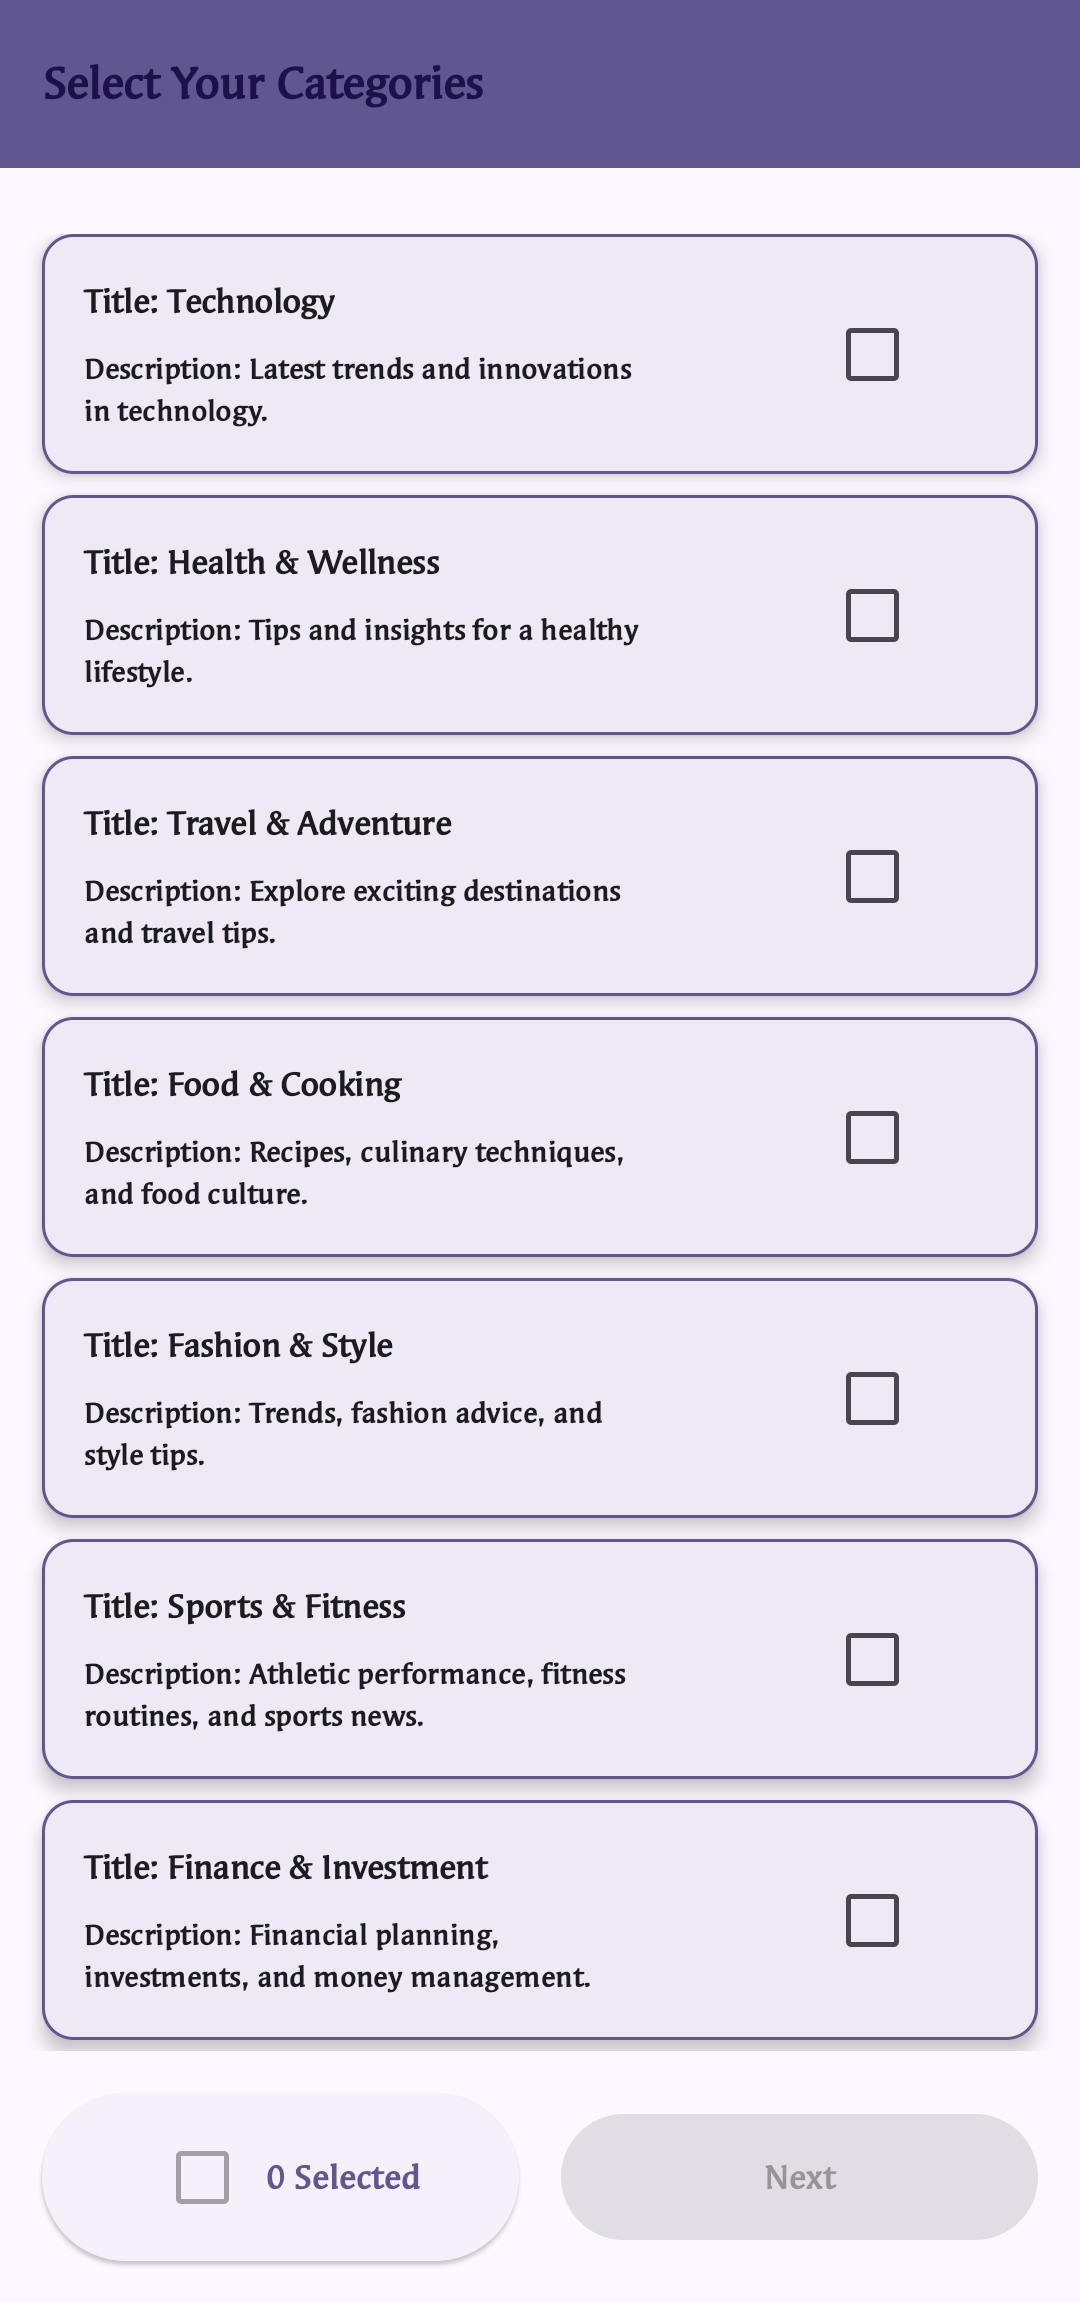 Select Your Categories
Title: Technology
Description: Latest trends and innovations
in technology.
Title: Health & Wellness
Description: Tips and insights for a healthy
lifestyle.
Title: Travel & Adventure
Description: Explore exciting destinations
and travel tips.
Title: Food & Cooking
Description: Recipes, culinary techniques,
and food culture.
Title: Fashion & Style
Description: Trends, fashion advice, and
style tips.
Title: Sports & Fitness
Description: Athletic performance, fitness
routines, and sports news.
Title: Finance & Investment
Description: Financial planning,
investments, and money management.
0 Selected
Next